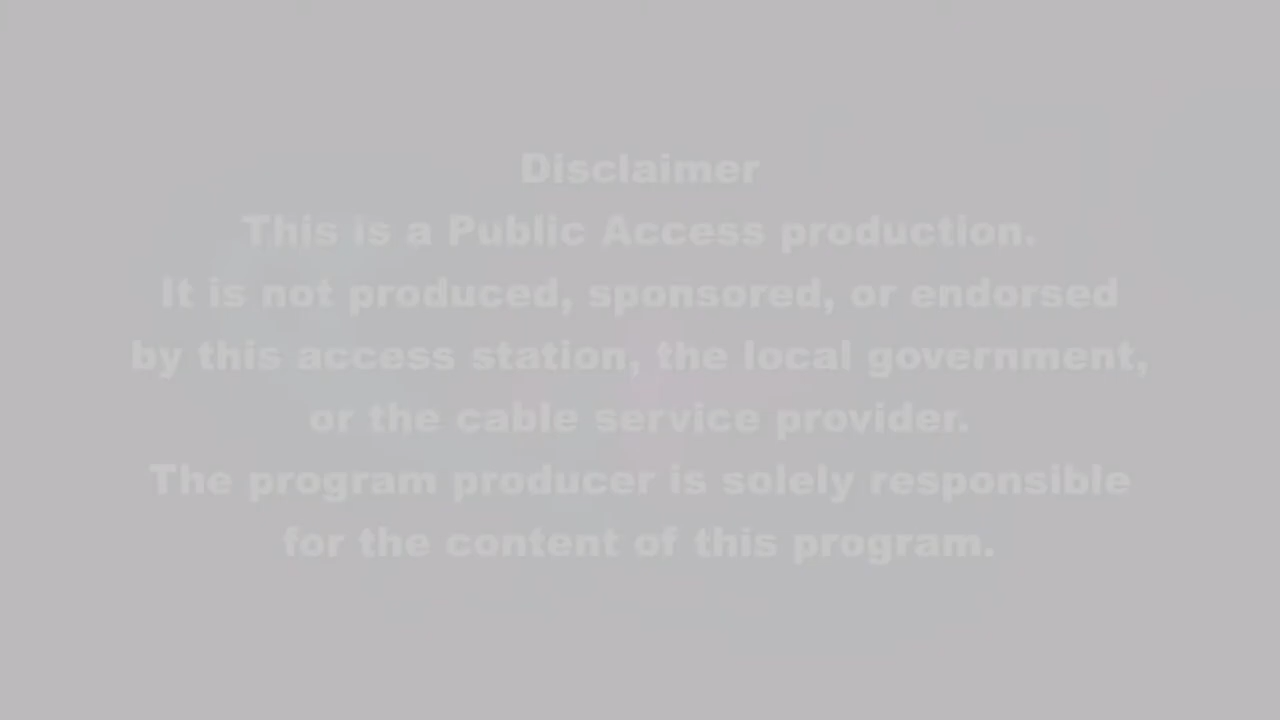 Disclaimer
This is a Public Access production.
It is not produced, sponsored, or endorsed
by this access station, the local government,
or the cable service provider.
The program producer is solely responsible
for the content of this program.